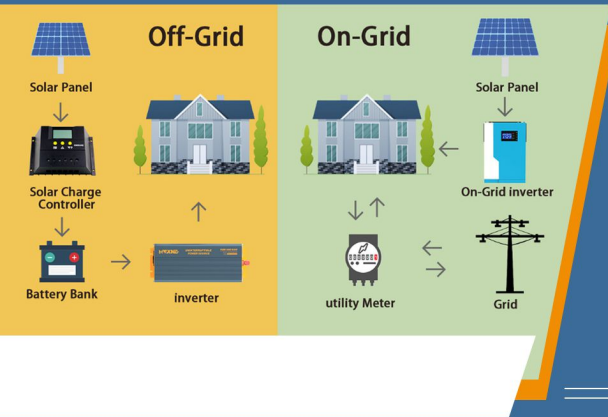 Off-Grid
Solar Panel
Solar Charge
Controller
Battery Bank
inverter
On-Grid
Solar Panel
On-Grid inverter
utility Meter
Grid